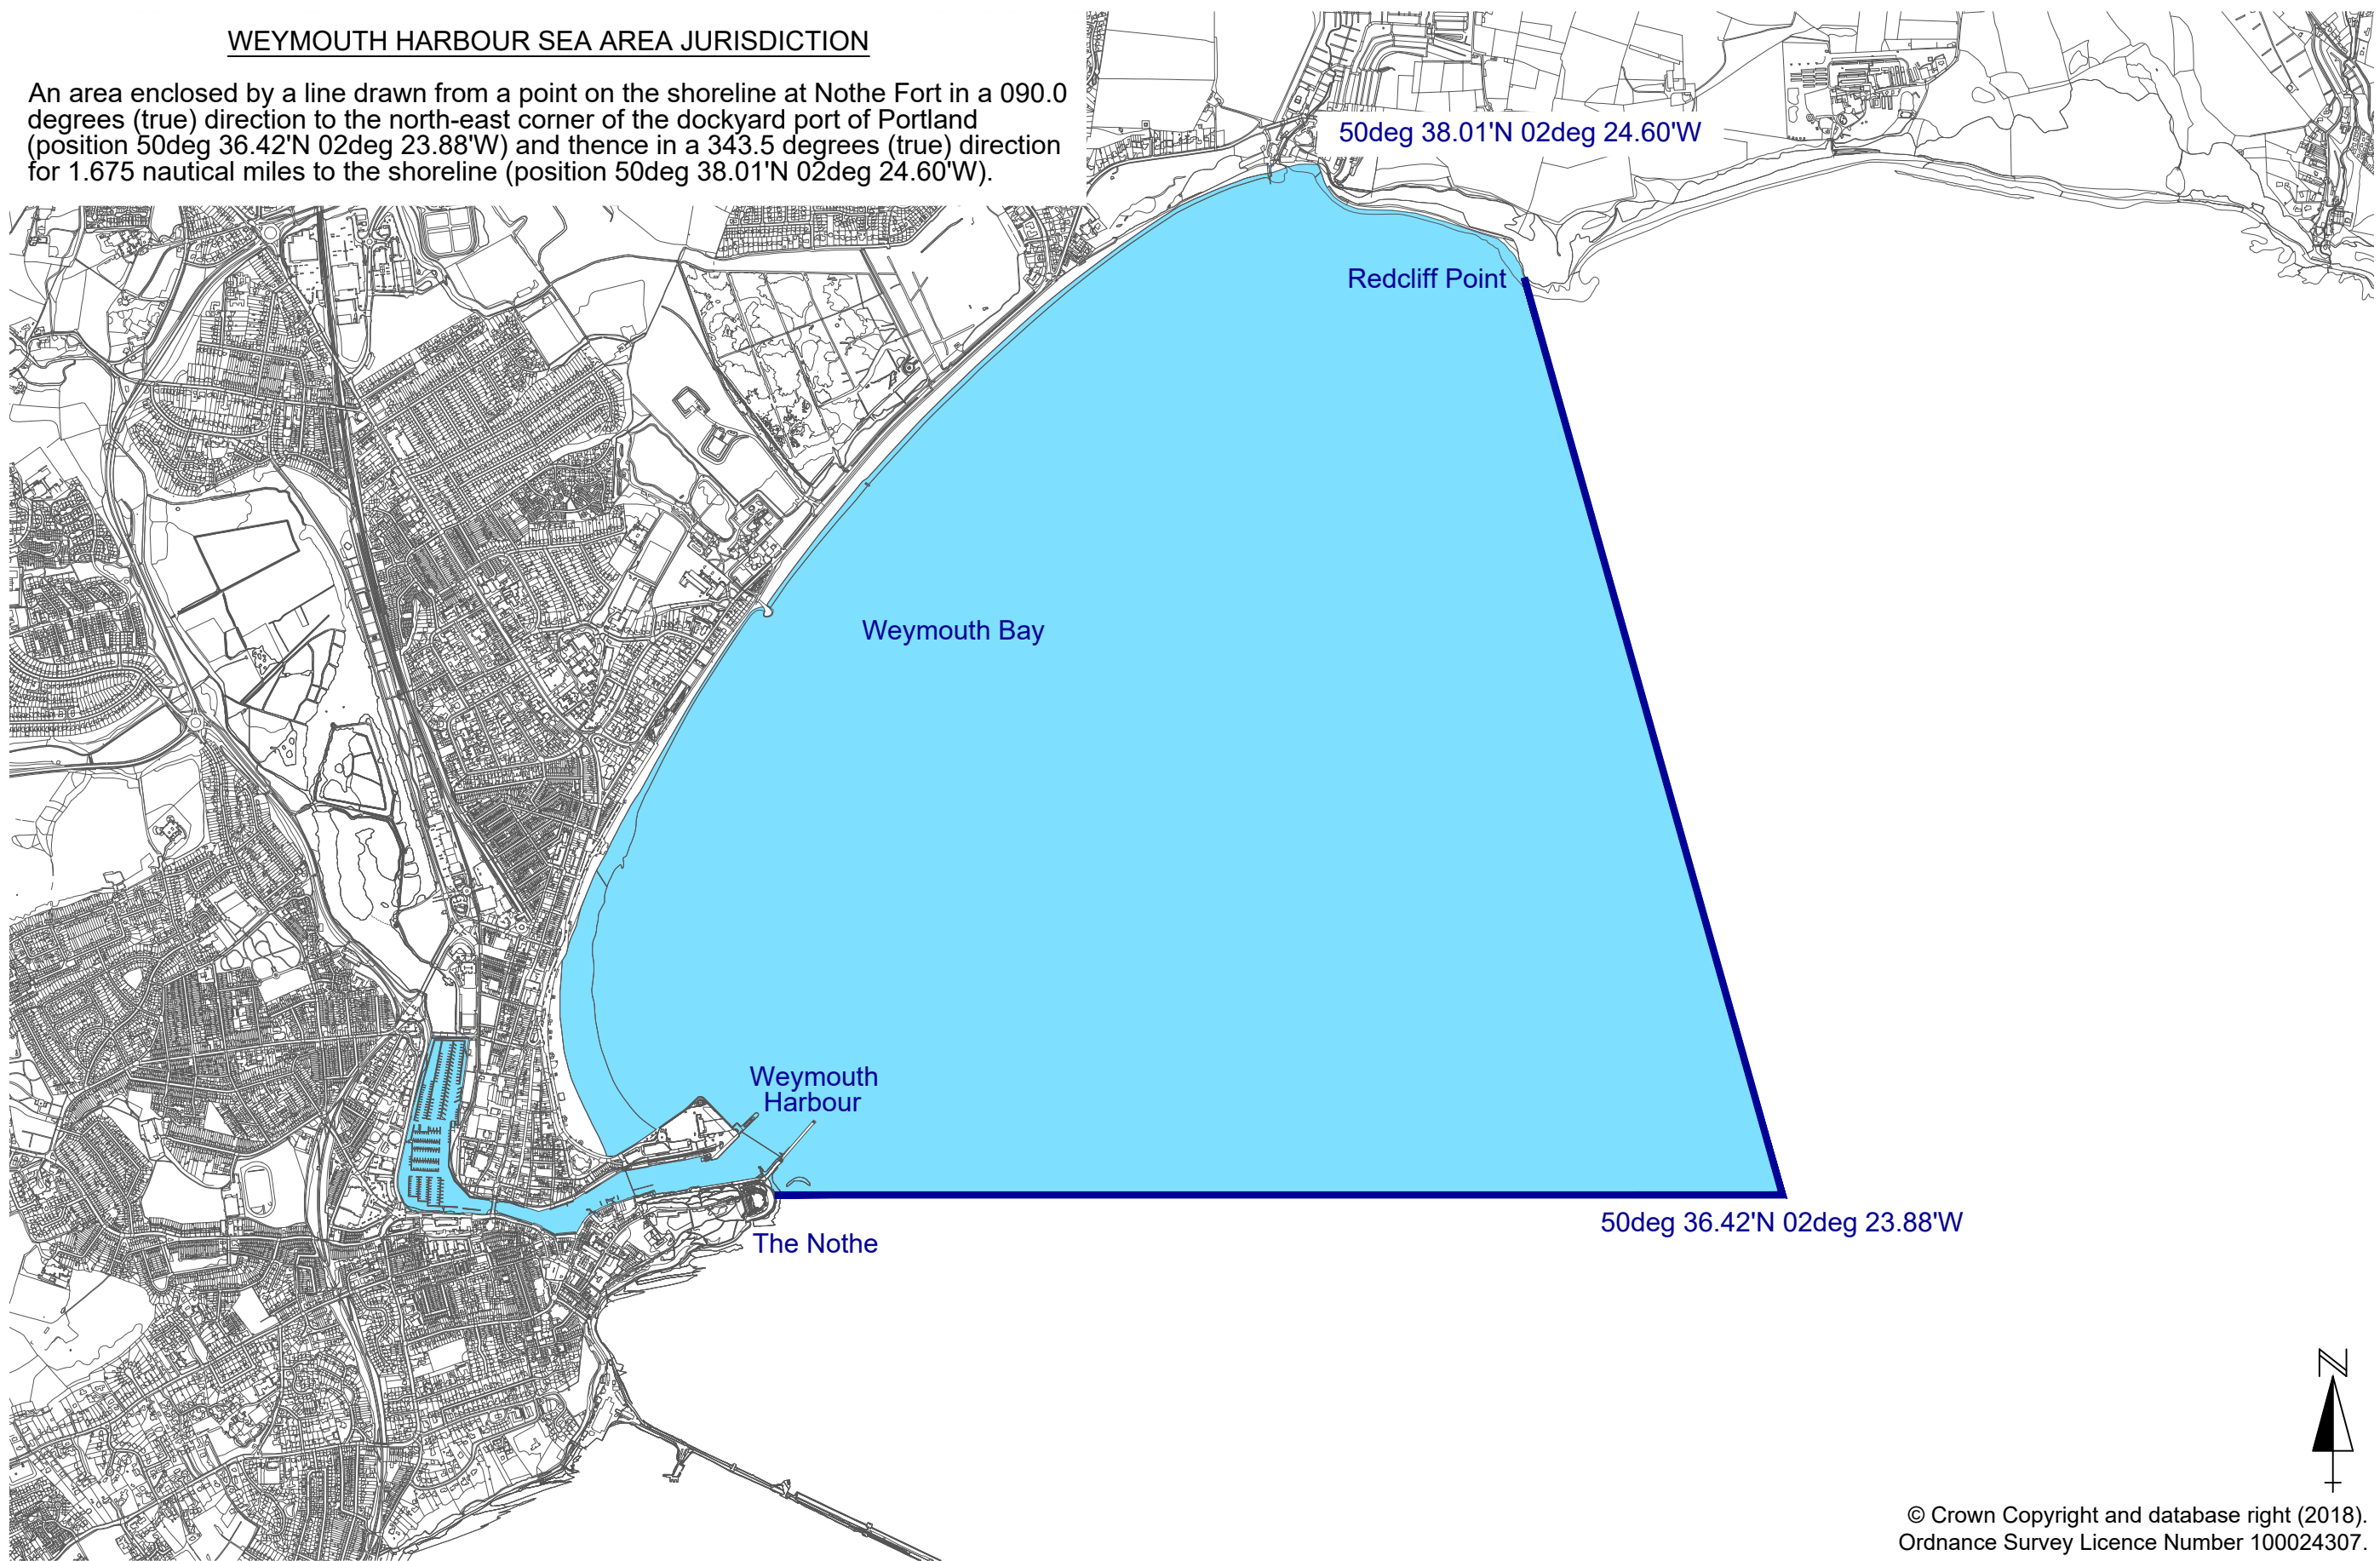 WEYMOUTH HARBOUR SEA AREA JURISDICTION
An area enclosed by a line drawn from a point on the shoreline at Nothe Fort in a 090.0
degrees (true) direction to the north-east corner of the dockyard port of Portland
(position 50deg 36.42'N 02deg 23.88'W) and thence in a 343.5 degrees (true) direction
for 1.675 nautical miles to the shoreline (position 50deg 38.01'N 02deg 24.60'W).
50deg 38.01'N 02deg 24.60'W
Redcliff Point
Weymouth Bay
Weymouth
Harbour
50deg 36.42'N 02deg 23.88'W
The Nothe
N
© Crown Copyright and database right (2018).
Ordnance Survey Licence Number 100024307.